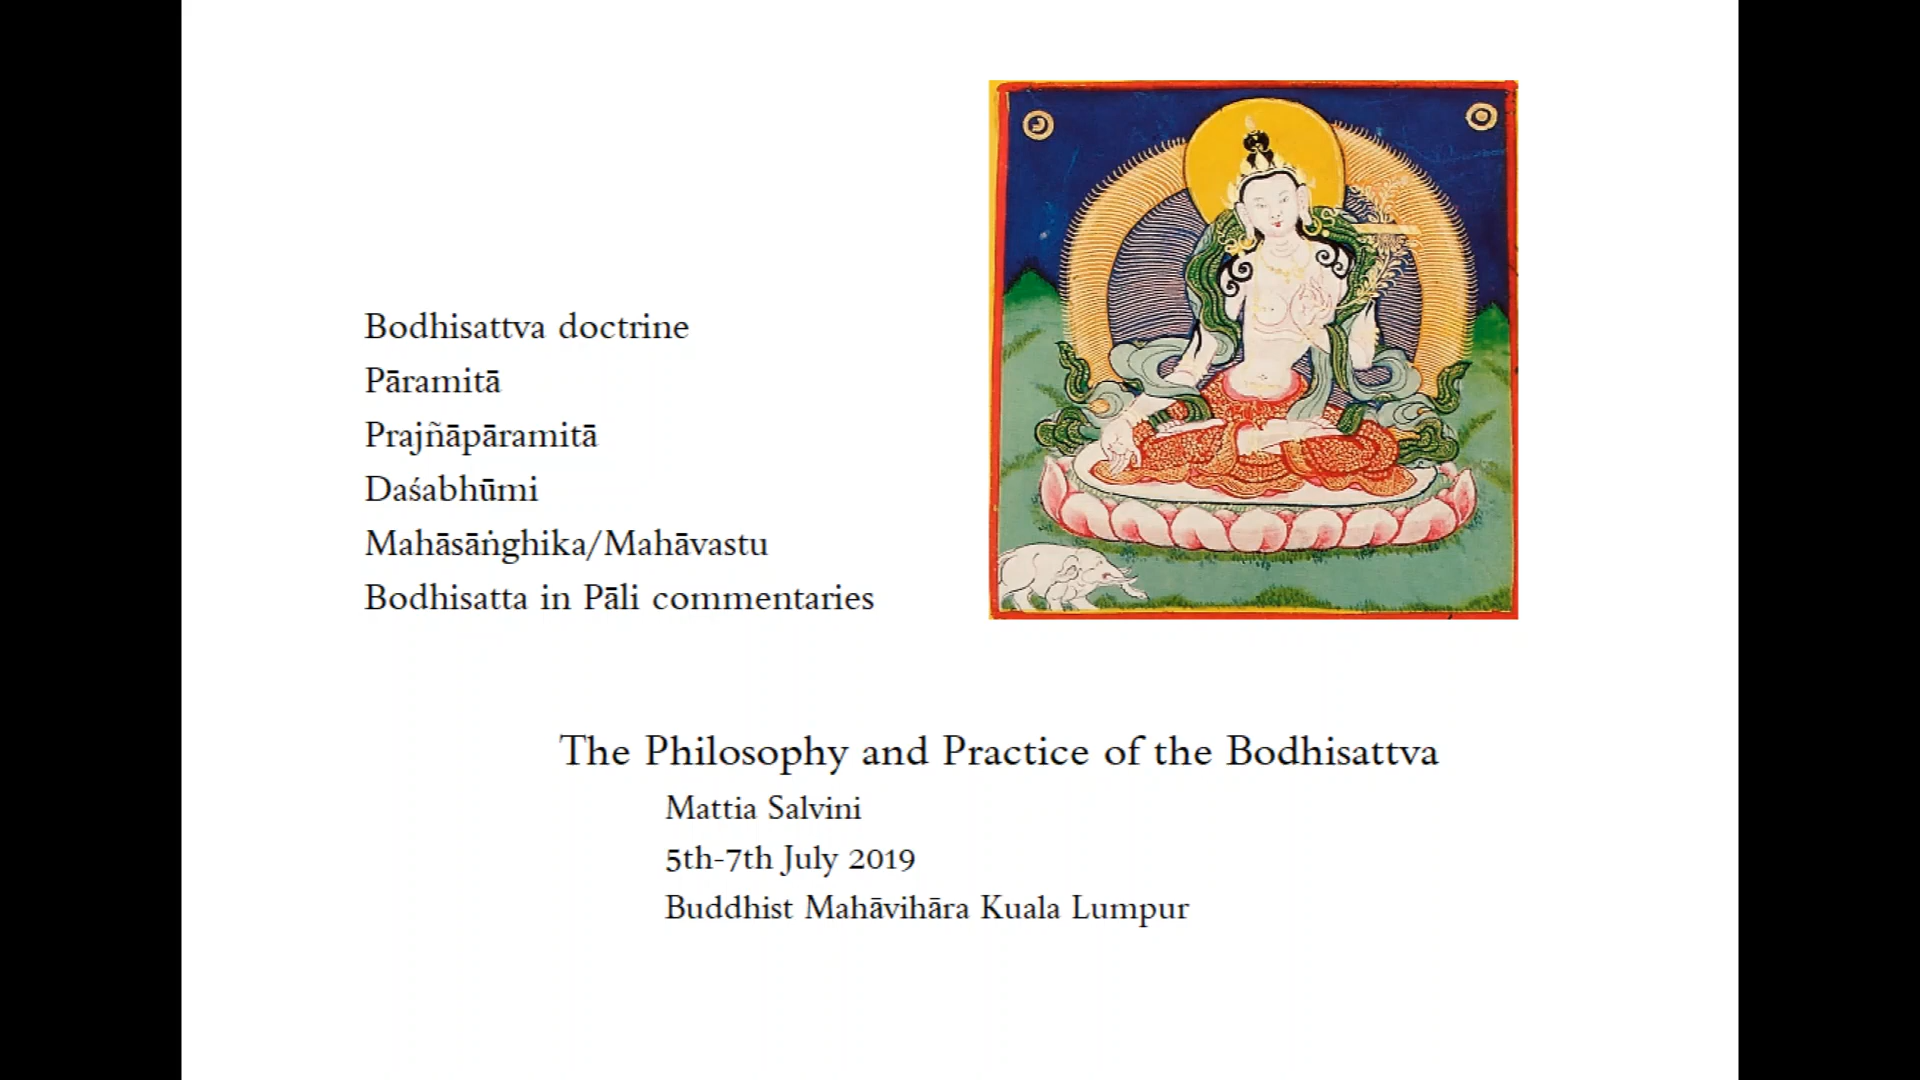 Bodhisattva doctrine
Pāramitā
Prajñāpāramitā
Daśabhūmi
Mahāsāṅghika/Mahāvastu
Bodhisatta in Pāli commentaries
The Philosophy and Practice of the Bodhisattva
Mattia Salvini
5th-7th July 2019
Buddhist Mahāvihāra Kuala Lumpur